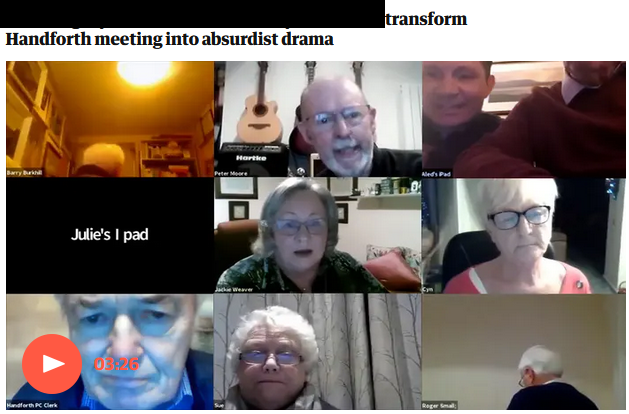 transform
Handforth meeting into absurdist drama
Hartke
Barry Burkhill
Peter Moore
Aled's iPad
Julie's I pad
Jackie Weaver
Cyn
03:26
Handforth PC Clerk
Sue
Roger Small;